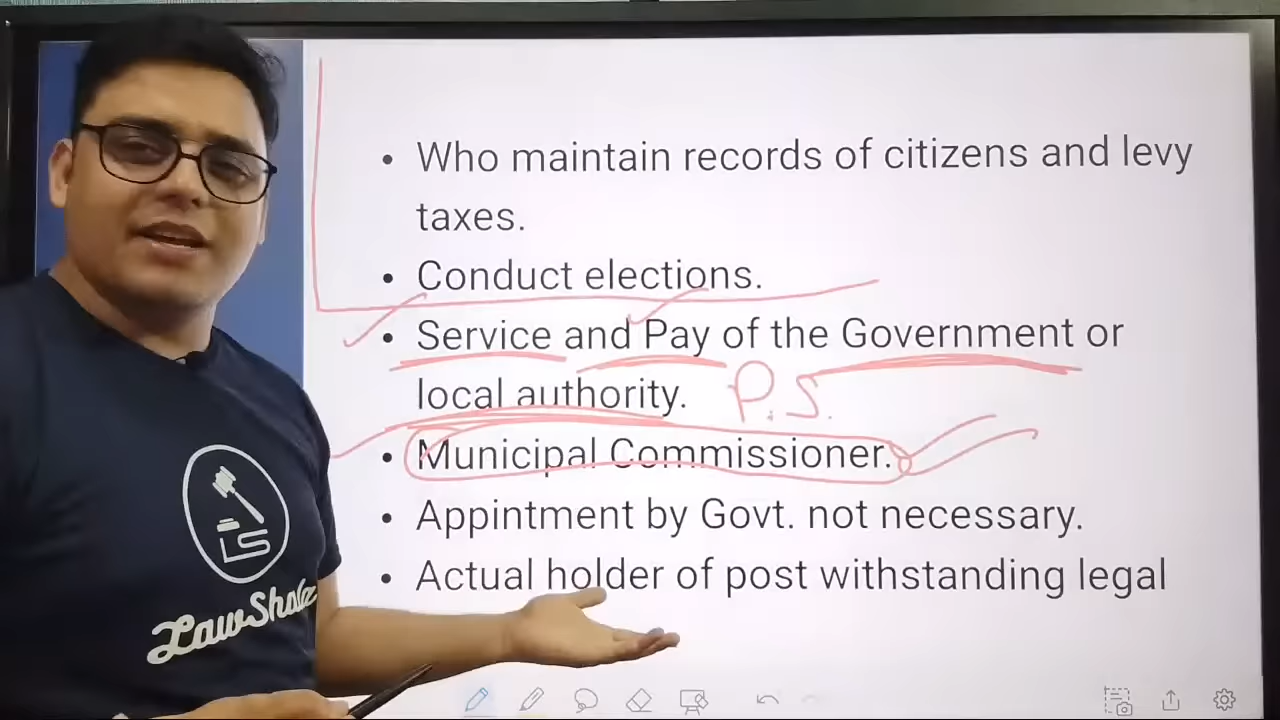 Who maintain records of citizens and levy
taxes.
Conduct elections.
Service and Pay of the Government or
local authority.
P.S.
Municipal Commissioner.
Appintment by Govt. not necessary.
Actual holder of post withstanding legal
LS